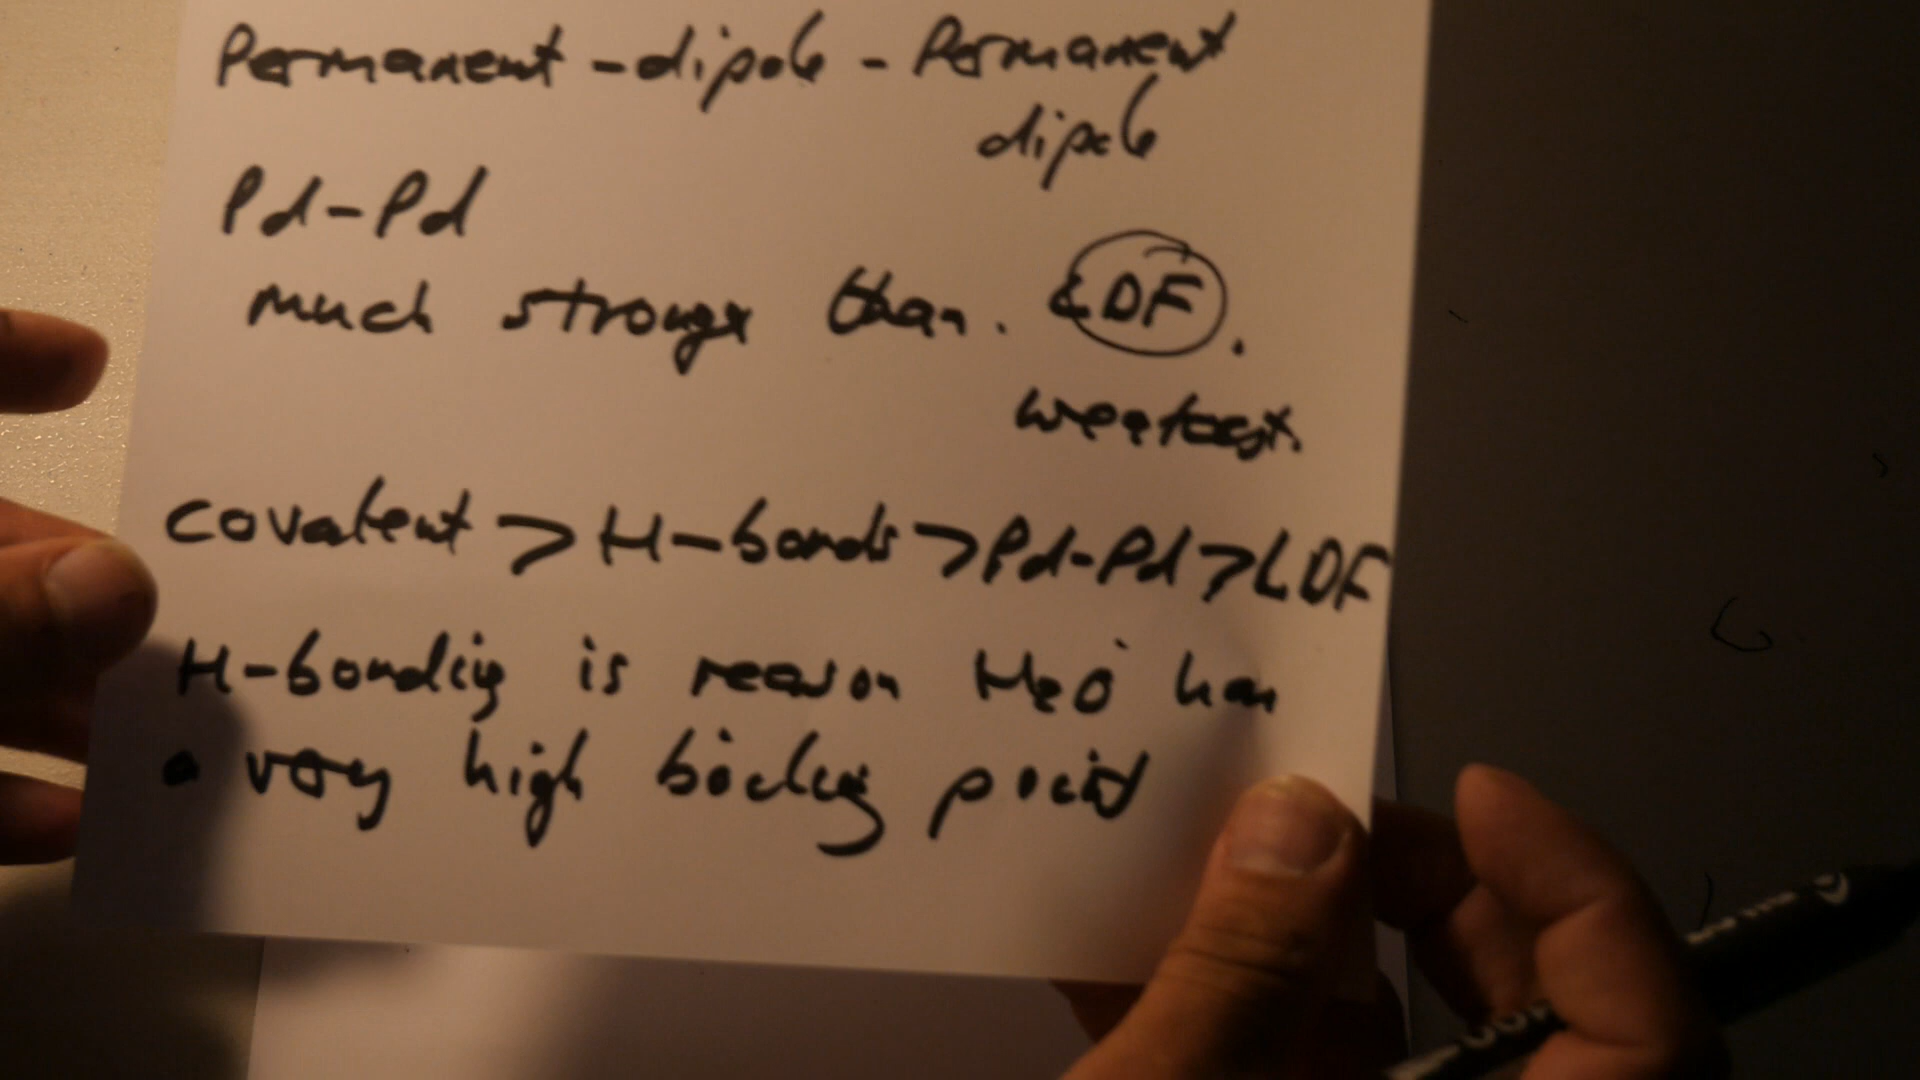 Permanent - dipole - Permanent
dipole
Pd-Pd
much stronger than. LDF.
weakest.
covalent > H-bonds > Pd-Pd > LDF
H-bonding is reason H2O has
a very high boiling point